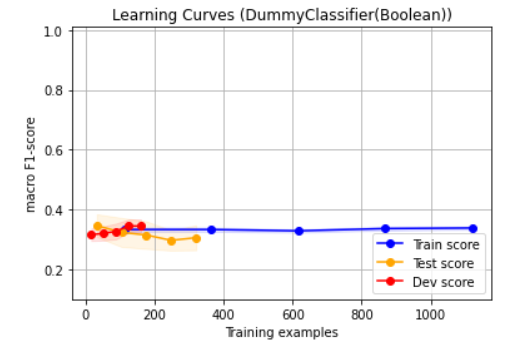 Learning Curves (DummyClassifier(Boolean))
macro F1-score
1.0
0.8
0.6
0.4
0.2
Train score
Test score
Dev score
0 200 400 600 800 1000
Training examples